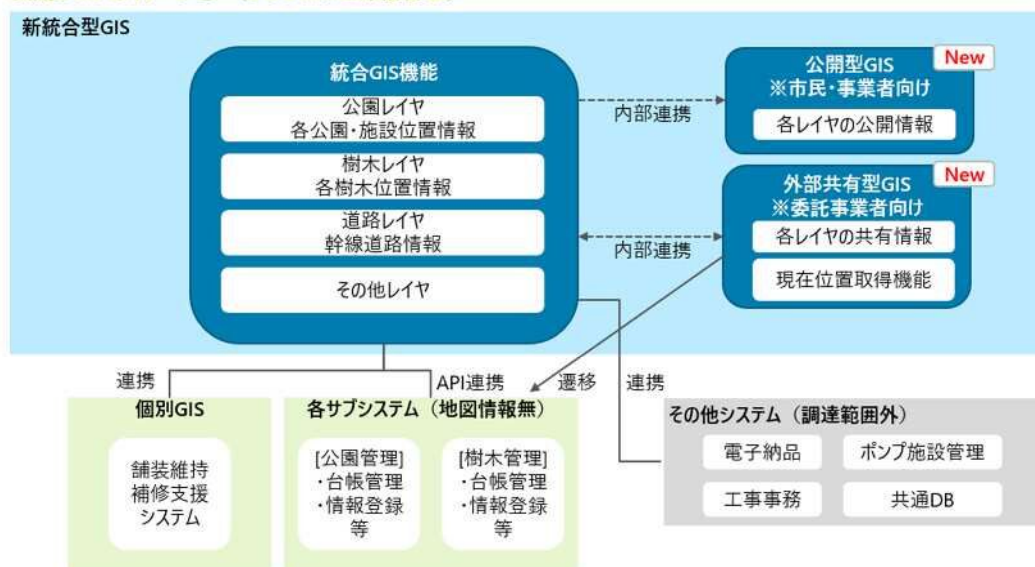 新統合型GIS
統合GIS機能
公園レイヤ
各公園・施設位置情報
樹木レイヤ
各樹木位置情報
道路レイヤ
幹線道路情報
その他レイヤ
内部連携
内部連携
New
公開型GIS
※市民・事業者向け
各レイヤの公開情報
New
外部共有型GIS
※委託事業者向け
各レイヤの共有情報
現在位置取得機能
連携
API連携
遷移
連携
個別GIS
舗装維持
補修支援
システム
各サブシステム（地図情報無）
[公園管理]
・台帳管理
・情報登録
等
[樹木管理]
・台帳管理
・情報登録
等
その他システム（調達範囲外）
電子納品
ポンプ施設管理
工事事務
共通DB